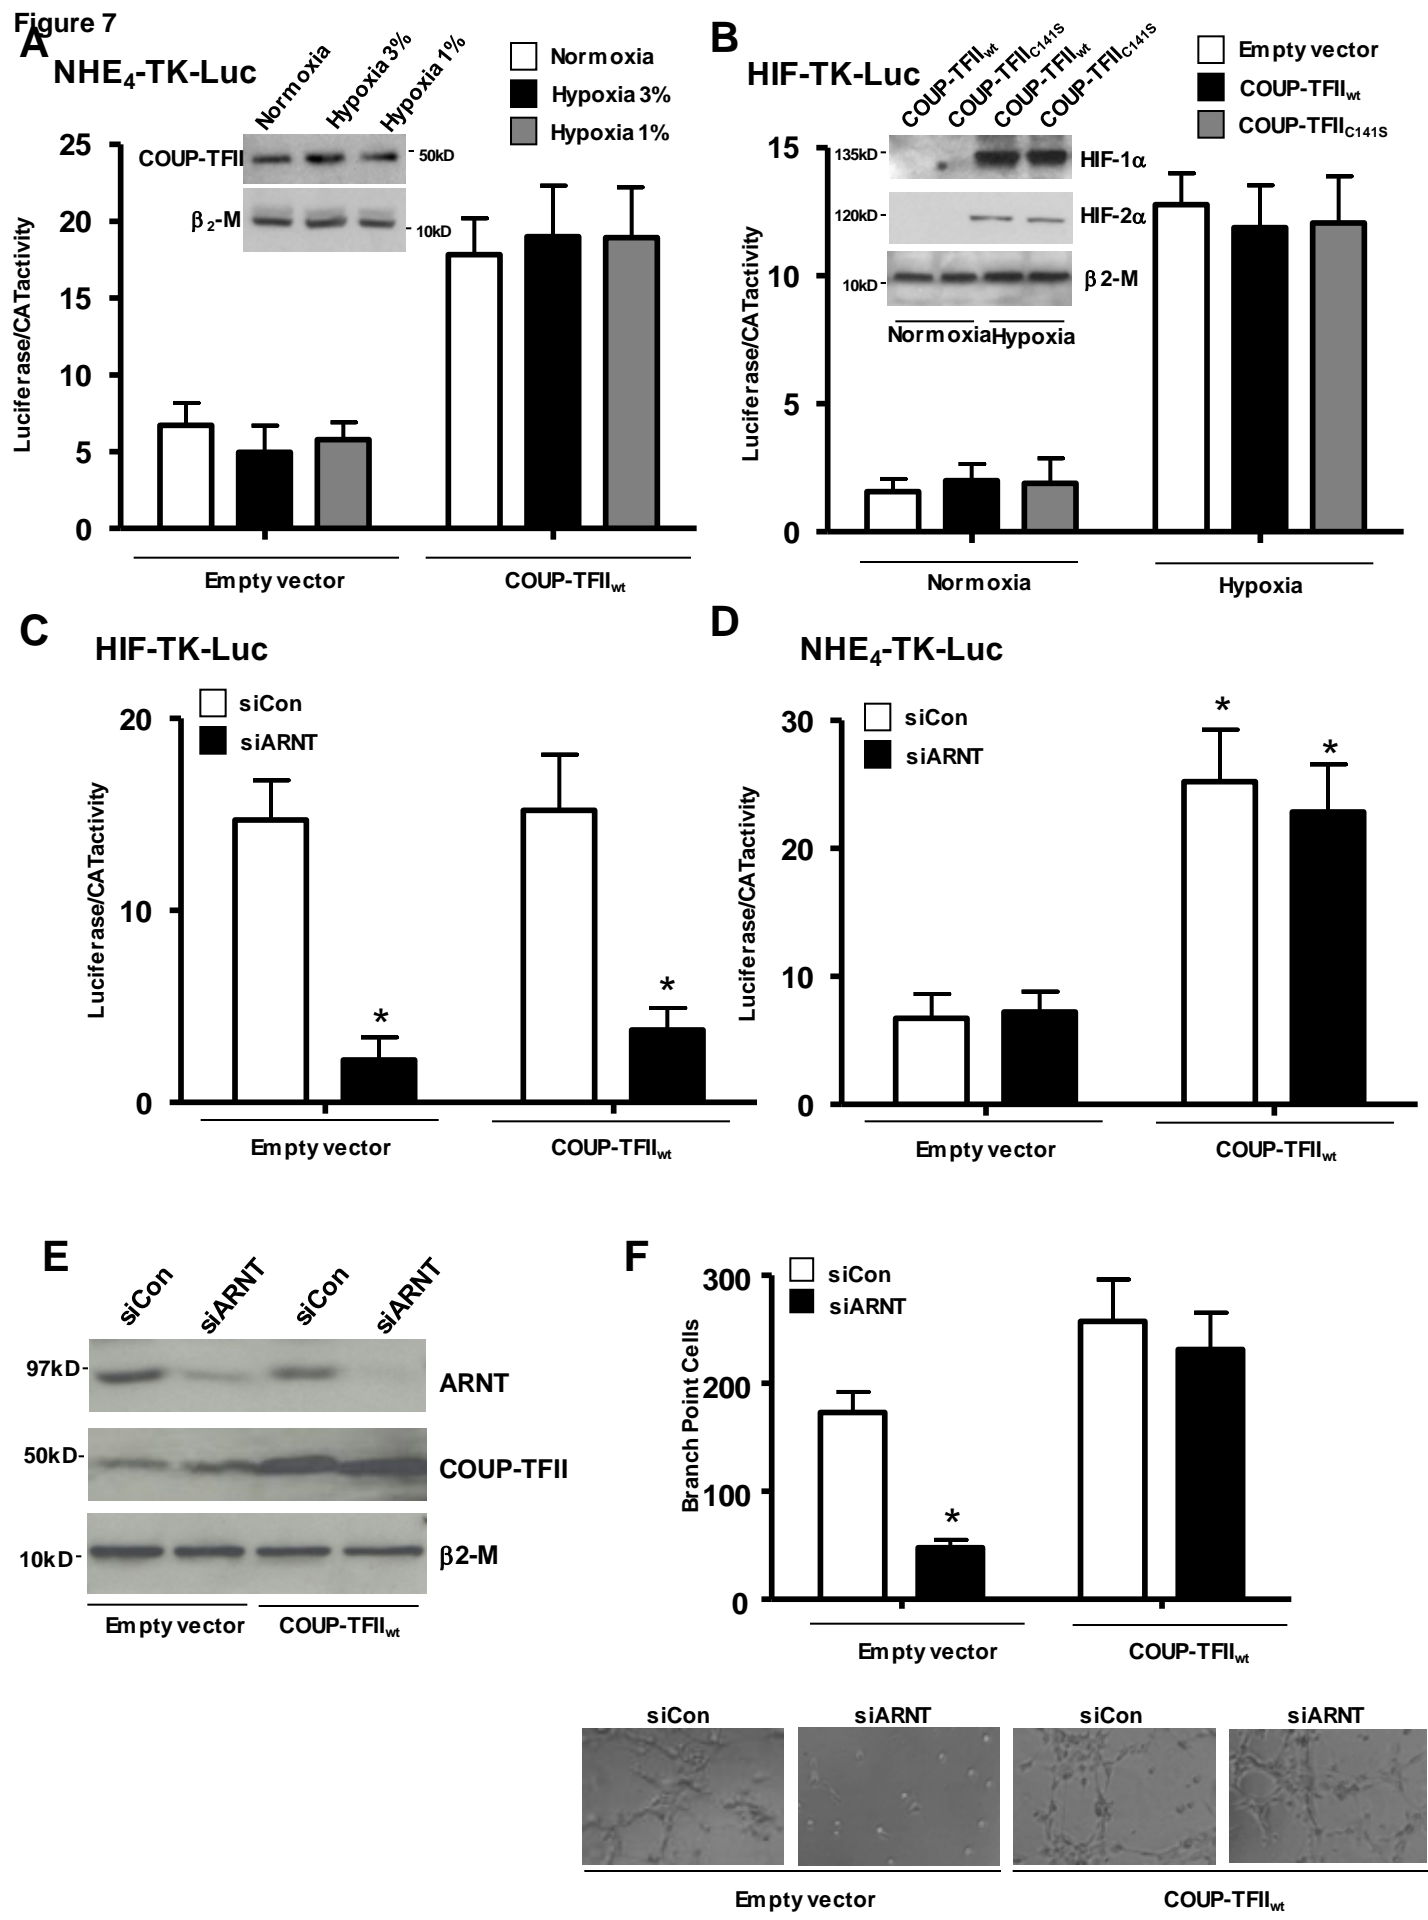 Figure 7
A
NHE4-TK-Luc
Normoxia
Hypoxia 3%
Hypoxia 1%
Normoxia
Hypoxia 3%
Hypoxia 1%
COUP-TFII
50kD
β2-M
10kD
25
20
15
10
5
0
Luciferase/CATactivity
Empty vector
COUP-TFIIwt
B
HIF-TK-Luc
COUP-TFIIwt
COUP-TFIIC141S
COUP-TFIIwt
COUP-TFIIC141S
Empty vector
COUP-TFIIwt
COUP-TFIIC141S
135kD
HIF-1α
120kD
HIF-2α
10kD
β2-M
Normoxia Hypoxia
15
10
5
0
Luciferase/CATactivity
Normoxia
Hypoxia
C
HIF-TK-Luc
siCon
siARNT
20
10
0
Luciferase/CATactivity
*
*
Empty vector
COUP-TFIIwt
D
NHE4-TK-Luc
siCon
siARNT
30
20
10
0
Luciferase/CATactivity
*
*
Empty vector
COUP-TFIIwt
E
siCon
siARNT
siCon
siARNT
97kD-
ARNT
50kD-
COUP-TFII
10kD-
β2-M
Empty vector
COUP-TFIIwt
F
siCon
siARNT
300
200
100
0
Branch Point Cells
*
Empty vector
COUP-TFIIwt
siCon
siARNT
siCon
siARNT
Empty vector
COUP-TFIIwt